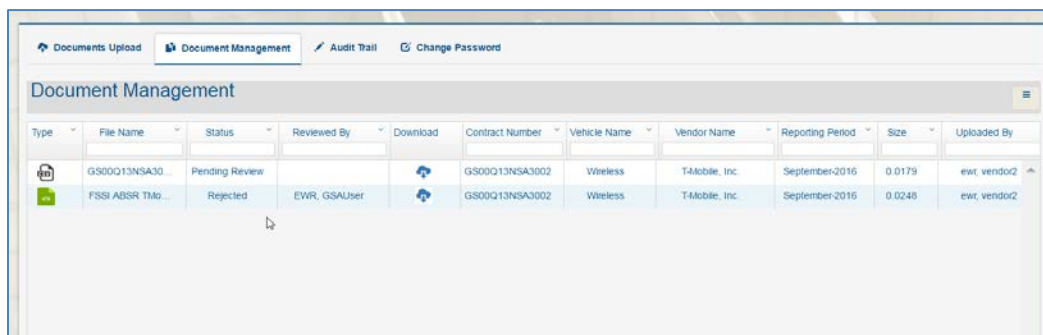 Documents Upload Document Management Audit Trail Change Password
Document Management
Type File Name Status Reviewed By Download Contract Number Vehicle Name Vendor Name Reporting Period Size Uploaded By
GS00Q13NSA30... Pending Review GS00Q13NSA3002 Wireless T-Mobile, Inc. September-2016 0.0179 ewr, vendor2
FSSI ABSR TMo... Rejected EWR, GSAUser GS00Q13NSA3002 Wireless T-Mobile, Inc. September-2016 0.0248 ewr, vendor2